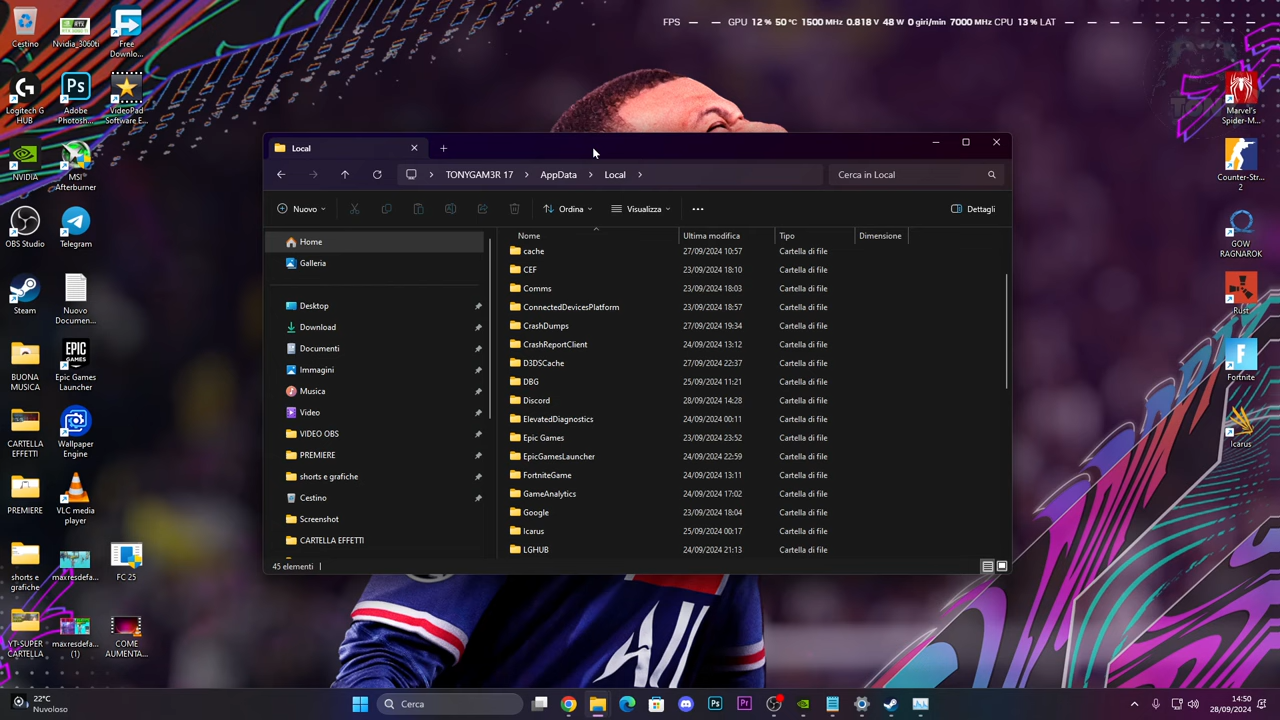 FPS — — GPU 12 % 50 °C 1500 MHz 0.818 V 48 W 0 giri/min 7000 MHz CPU 13 % LAT — — — — — — —
Cestino
Nvidia_3060ti
Free Downlo...
Logitech G HUB
Adobe Photosh...
VideoPad Software E...
NVIDIA
MSI Afterburner
OBS Studio
Telegram
Steam
Nuovo Documen...
BUONA MUSICA
Epic Games Launcher
CARTELLA EFFETTI
Wallpaper Engine
PREMIERE
VLC media player
shorts e grafiche
maxresdefa...
FC 25
YT-SUPER CARTELLA
maxresdefa... (1)
COME AUMENTA...
Local
TONYGAM3R 17 > AppData > Local >
Cerca in Local
Nuovo
Ordina
Visualizza
Dettagli
Home
Galleria
Desktop
Download
Documenti
Immagini
Musica
Video
VIDEO OBS
PREMIERE
shorts e grafiche
Cestino
Screenshot
CARTELLA EFFETTI
Nome Ultima modifica Tipo Dimensione
cache 27/09/2024 10:57 Cartella di file
CEF 23/09/2024 18:10 Cartella di file
Comms 23/09/2024 18:03 Cartella di file
ConnectedDevicesPlatform 23/09/2024 18:57 Cartella di file
CrashDumps 27/09/2024 19:34 Cartella di file
CrashReportClient 24/09/2024 13:12 Cartella di file
D3DSCache 27/09/2024 22:37 Cartella di file
DBG 25/09/2024 11:21 Cartella di file
Discord 28/09/2024 14:28 Cartella di file
ElevatedDiagnostics 24/09/2024 00:11 Cartella di file
Epic Games 23/09/2024 23:52 Cartella di file
EpicGamesLauncher 24/09/2024 22:59 Cartella di file
FortniteGame 24/09/2024 13:11 Cartella di file
GameAnalytics 24/09/2024 17:02 Cartella di file
Google 23/09/2024 18:04 Cartella di file
Icarus 25/09/2024 00:17 Cartella di file
LGHUB 24/09/2024 21:13 Cartella di file
45 elementi
Marvel's Spider-M...
Counter-Str... 2
GOW RAGNAROK
Rust
Fortnite
Icarus
22°C
Nuvoloso
Cerca
14:50
28/09/2024